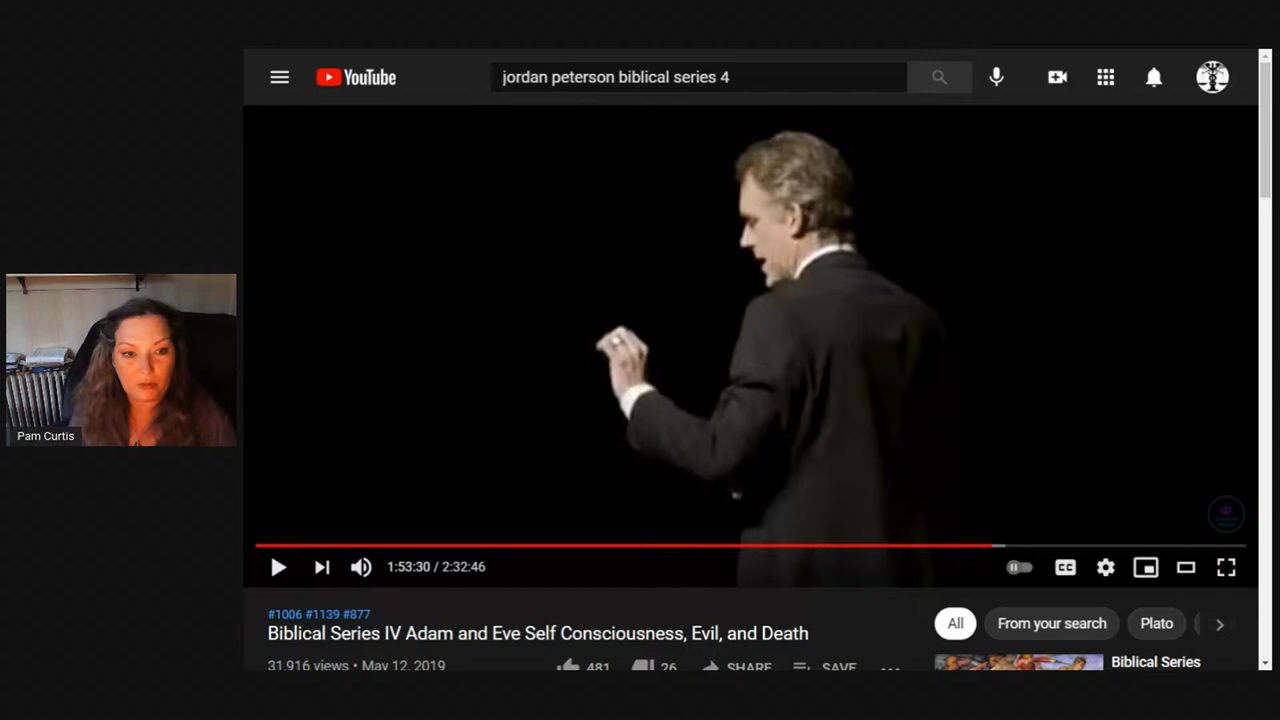 YouTube
jordan peterson biblical series 4
Pam Curtis
1:53:30 / 2:32:46
CC
#1006 #1139 #877
Biblical Series IV Adam and Eve Self Consciousness, Evil, and Death
All
From your search
Plato
31,916 views • May 12, 2019
481
26
SHARE
SAVE
Biblical Series